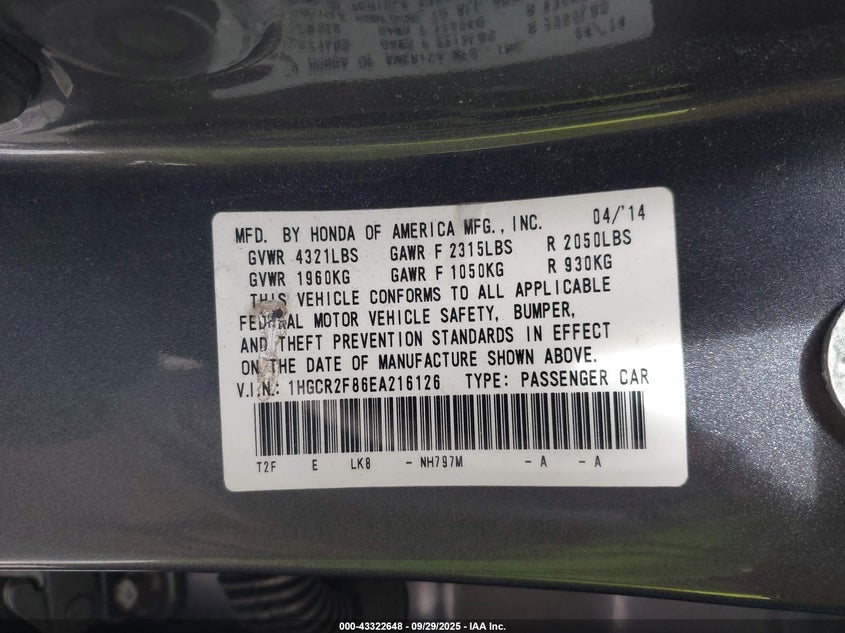 MFD. BY HONDA OF AMERICA MFG., INC. 04/'14
GVWR 4321LBS GAWR F 2315LBS R 2050LBS
GVWR 1960KG GAWR F 1050KG R 930KG
THIS VEHICLE CONFORMS TO ALL APPLICABLE
FEDERAL MOTOR VEHICLE SAFETY, BUMPER,
AND THEFT PREVENTION STANDARDS IN EFFECT
ON THE DATE OF MANUFACTURE SHOWN ABOVE.
V.I.N.: 1HGCR2F86EA216126 TYPE: PASSENGER CAR
T2F E LK8 - NH797M - A - A
000-43322648 - 09/29/2025 - IAA Inc.